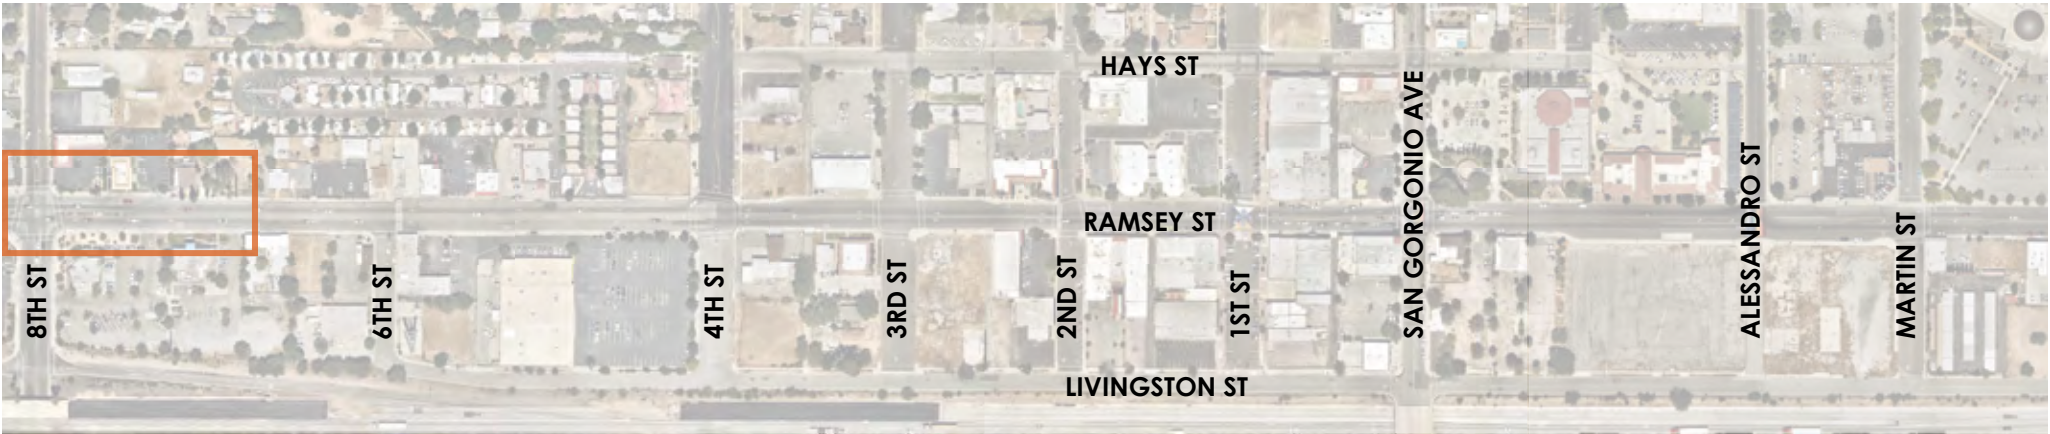 HAYS ST
SAN GORGONIO AVE
RAMSEY ST
ALESSANDRO ST
MARTIN ST
8TH ST
6TH ST
4TH ST
3RD ST
2ND ST
1ST ST
LIVINGSTON ST